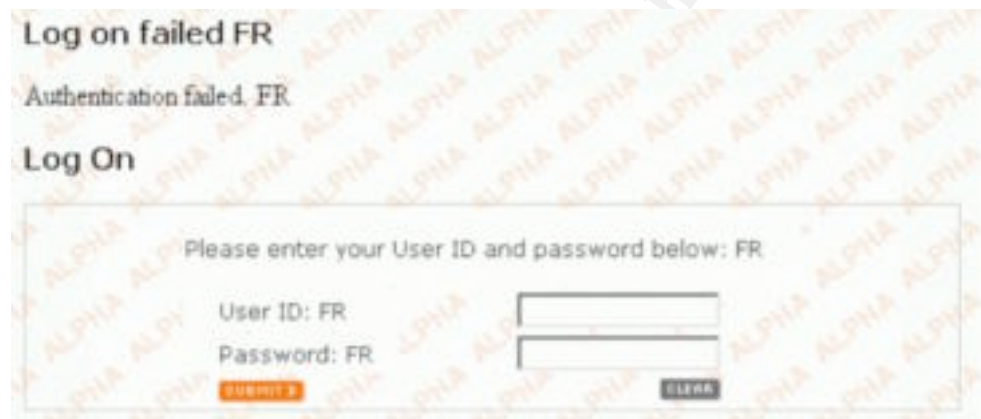 Log on failed FR
Authentication failed. FR
Log On
Please enter your User ID and password below: FR
User ID: FR
Password: FR
SUBMIT
CLEAR
ALPHA